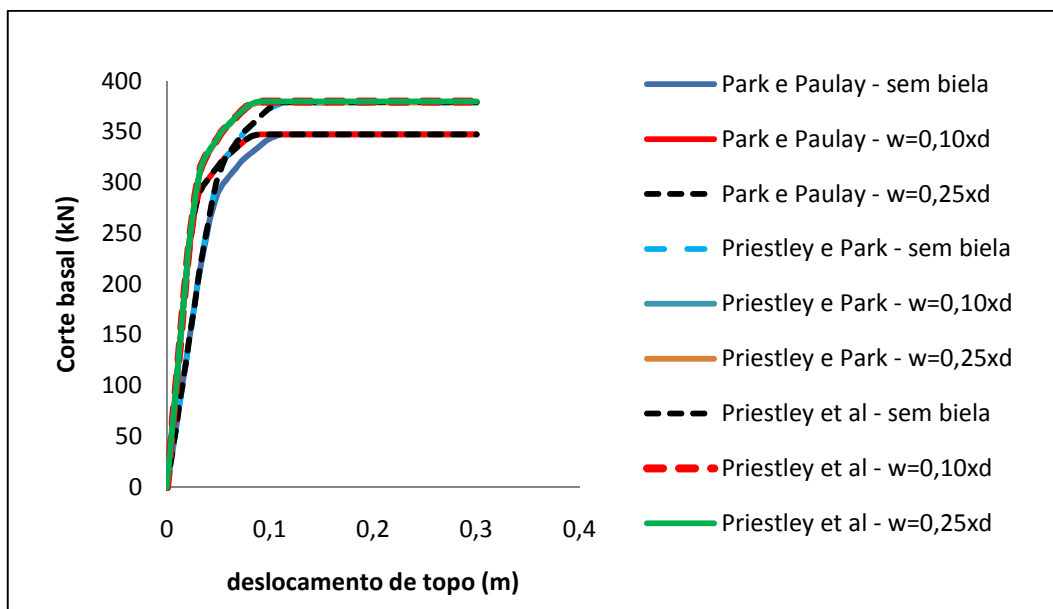 400
350
300
250
200
150
100
50
0
Corte basal (kN)
0 0,1 0,2 0,3 0,4
deslocamento de topo (m)
Park e Paulay - sem biela
Park e Paulay - w=0,10xd
Park e Paulay - w=0,25xd
Priestley e Park - sem biela
Priestley e Park - w=0,10xd
Priestley e Park - w=0,25xd
Priestley et al - sem biela
Priestley et al - w=0,10xd
Priestley et al - w=0,25xd